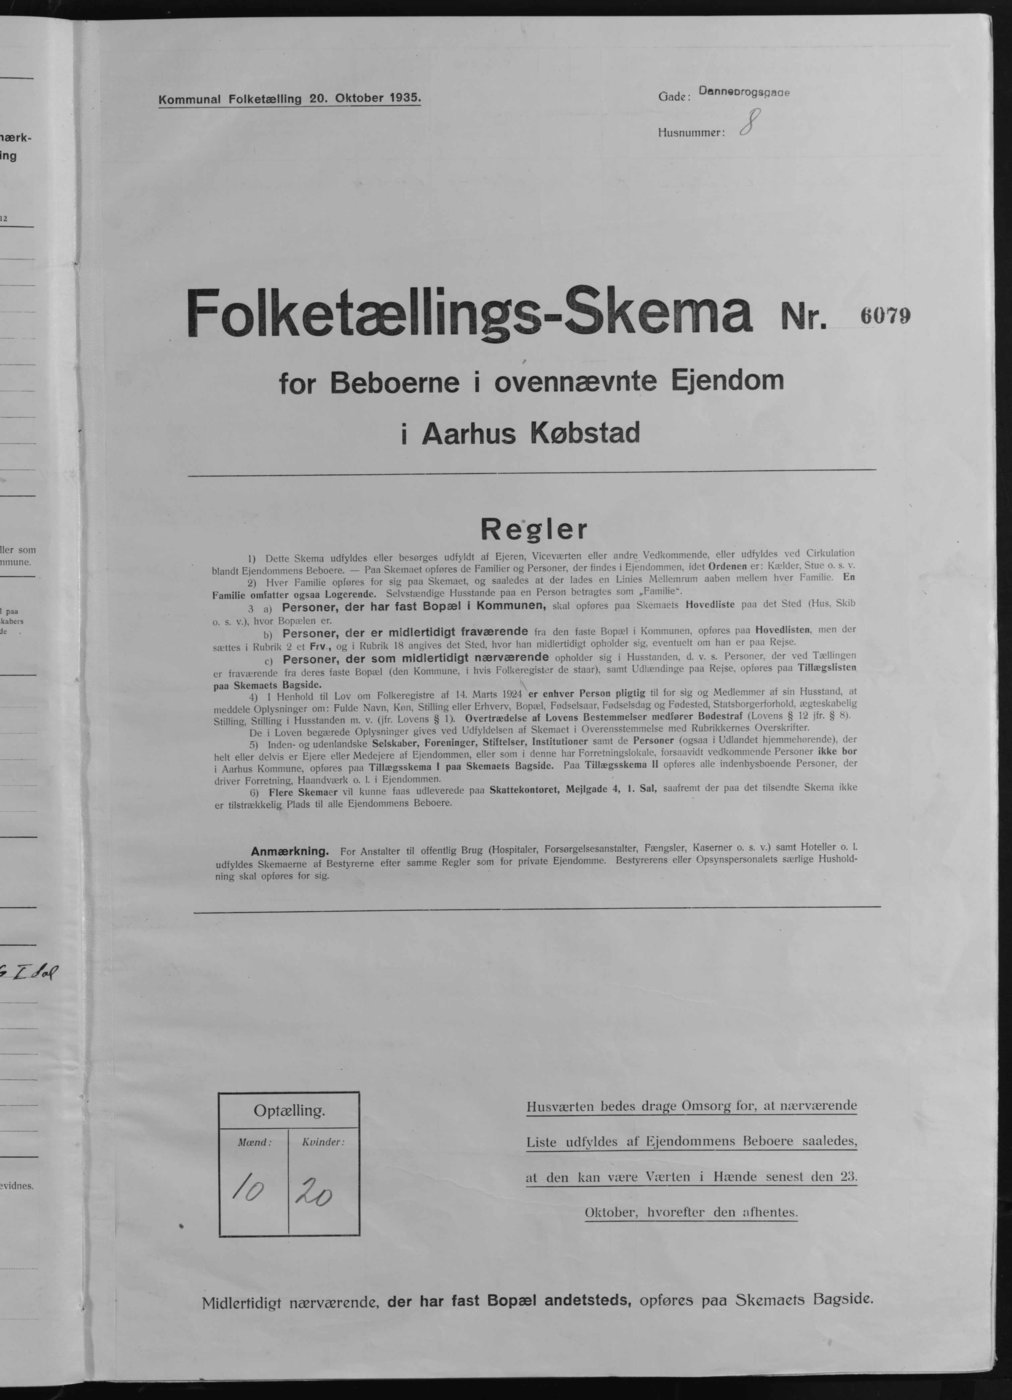 Kommunal Folketælling 20. Oktober 1935.
Gade: Dannebrogsgade
Husnummer: 8
Folketællings-Skema Nr. 6079
for Beboerne i ovennævnte Ejendom
i Aarhus Købstad
Regler
1) Dette Skema udfyldes eller besørges udfyldt af Ejeren, Viceværten eller andre Vedkommende, eller udfyldes ved Cirkulation
blandt Ejendommens Beboere. — Paa Skemaet opføres de Familier og Personer, der findes i Ejendommen, idet Ordenen er: Kælder, Stue o. s. v.
2) Hver Familie opføres for sig paa Skemaet, og saaledes at der lades en Linies Mellemrum aaben mellem hver Familie. En
Familie omfatter ogsaa Logerende. Selvstændige Husstande paa en Person betragtes som „Familie“.
3 a) Personer, der har fast Bopæl i Kommunen, skal opføres paa Skemaets Hovedliste paa det Sted (Hus, Skib
o. s. v.), hvor Bopælen er.
b) Personer, der er midlertidigt fraværende fra den faste Bopæl i Kommunen, opføres paa Hovedlisten, men der
sættes i Rubrik 2 et Frv., og i Rubrik 18 angives det Sted, hvor han midlertidigt opholder sig, eventuelt om han er paa Rejse.
c) Personer, der som midlertidigt nærværende opholder sig i Husstanden, d. v. s. Personer, der ved Tællingen
er fraværende fra deres faste Bopæl (den Kommune, i hvis Folkeregister de staar), samt Udlændinge paa Rejse, opføres paa Tillægslisten
paa Skemaets Bagside.
4) I Henhold til Lov om Folkeregistre af 14. Marts 1924 er enhver Person pligtig til for sig og Medlemmer af sin Husstand, at
meddele Oplysninger om: Fulde Navn, Køn, Stilling eller Erhverv, Bopæl, Fødselsaar, Fødselsdag og Fødested, Statsborgerforhold, ægteskabelig
Stilling, Stilling i Husstanden m. v. (jfr. Lovens § 1). Overtrædelse af Lovens Bestemmelser medfører Bødestraf (Lovens § 12 jfr. § 8).
De i Loven begærede Oplysninger gives ved Udfyldelsen af Skemaet i Overensstemmelse med Rubrikkernes Overskrifter.
5) Inden- og udenlandske Selskaber, Foreninger, Stiftelser, Institutioner samt de Personer (ogsaa i Udlandet hjemmehørende), der
helt eller delvis er Ejere eller Medejere af Ejendommen, eller som i denne har Forretningslokale, forsaavidt vedkommende Personer ikke bor
i Aarhus Kommune, opføres paa Tillægsskema I paa Skemaets Bagside. Paa Tillægsskema II opføres alle indenbysboende Personer, der
driver Forretning, Haandværk o. l. i Ejendommen.
6) Flere Skemaer vil kunne faas udleverede paa Skattekontoret, Mejlgade 4, 1. Sal, saafremt der paa det tilsendte Skema ikke
er tilstrækkelig Plads til alle Ejendommens Beboere.
Anmærkning. For Anstalter til offentlig Brug (Hospitaler, Forsørgelsesanstalter, Fængsler, Kaserner o. s. v.) samt Hoteller o. l.
udfyldes Skemaerne af Bestyrerne efter samme Regler som for private Ejendomme. Bestyrerens eller Opsynspersonalets særlige Hushold-
ning skal opføres for sig.
Optælling.
Mænd: Kvinder:
10 20
Husværten bedes drage Omsorg for, at nærværende
Liste udfyldes af Ejendommens Beboere saaledes,
at den kan være Værten i Hænde senest den 23.
Oktober, hvorefter den afhentes.
Midlertidigt nærværende, der har fast Bopæl andetsteds, opføres paa Skemaets Bagside.